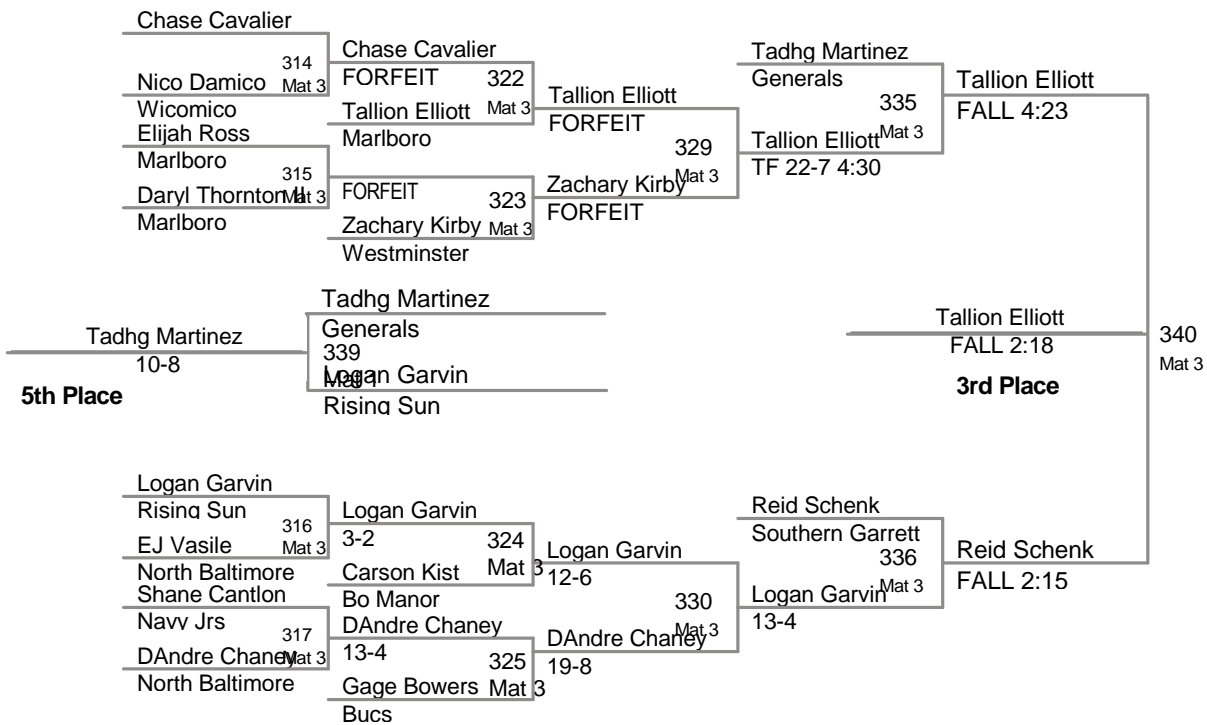 Chase Cavalier
314
Nico Damico Mat 3
Wicomico
Elijah Ross
Marlboro
315
Daryl Thornton II Mat 3
Marlboro
Chase Cavalier
FORFEIT 322
Tallion Elliott Mat 3
Marlboro
FORFEIT 323
Zachary Kirby Mat 3
Westminster
Tallion Elliott
FORFEIT
329
Mat 3
Zachary Kirby
FORFEIT
Tadhg Martinez
Generals
335
Tallion Elliott Mat 3
TF 22-7 4:30
Tallion Elliott
FALL 4:23
Tadhg Martinez
10-8
5th Place
Tadhg Martinez
Generals
339
Mat 1
Logan Garvin
Rising Sun
Tallion Elliott
FALL 2:18
3rd Place
340
Mat 3
Logan Garvin
Rising Sun
316
EJ Vasile Mat 3
North Baltimore
Shane Cantlon
Navy Jrs
317
DAndre Chaney Mat 3
North Baltimore
Logan Garvin
3-2 324
Carson Kist Mat 3
Bo Manor
DAndre Chaney
13-4 325
Gage Bowers Mat 3
Bucs
Logan Garvin
12-6
330
Mat 3
DAndre Chaney
19-8
Reid Schenk
Southern Garrett
336
Logan Garvin Mat 3
13-4
Reid Schenk
FALL 2:15